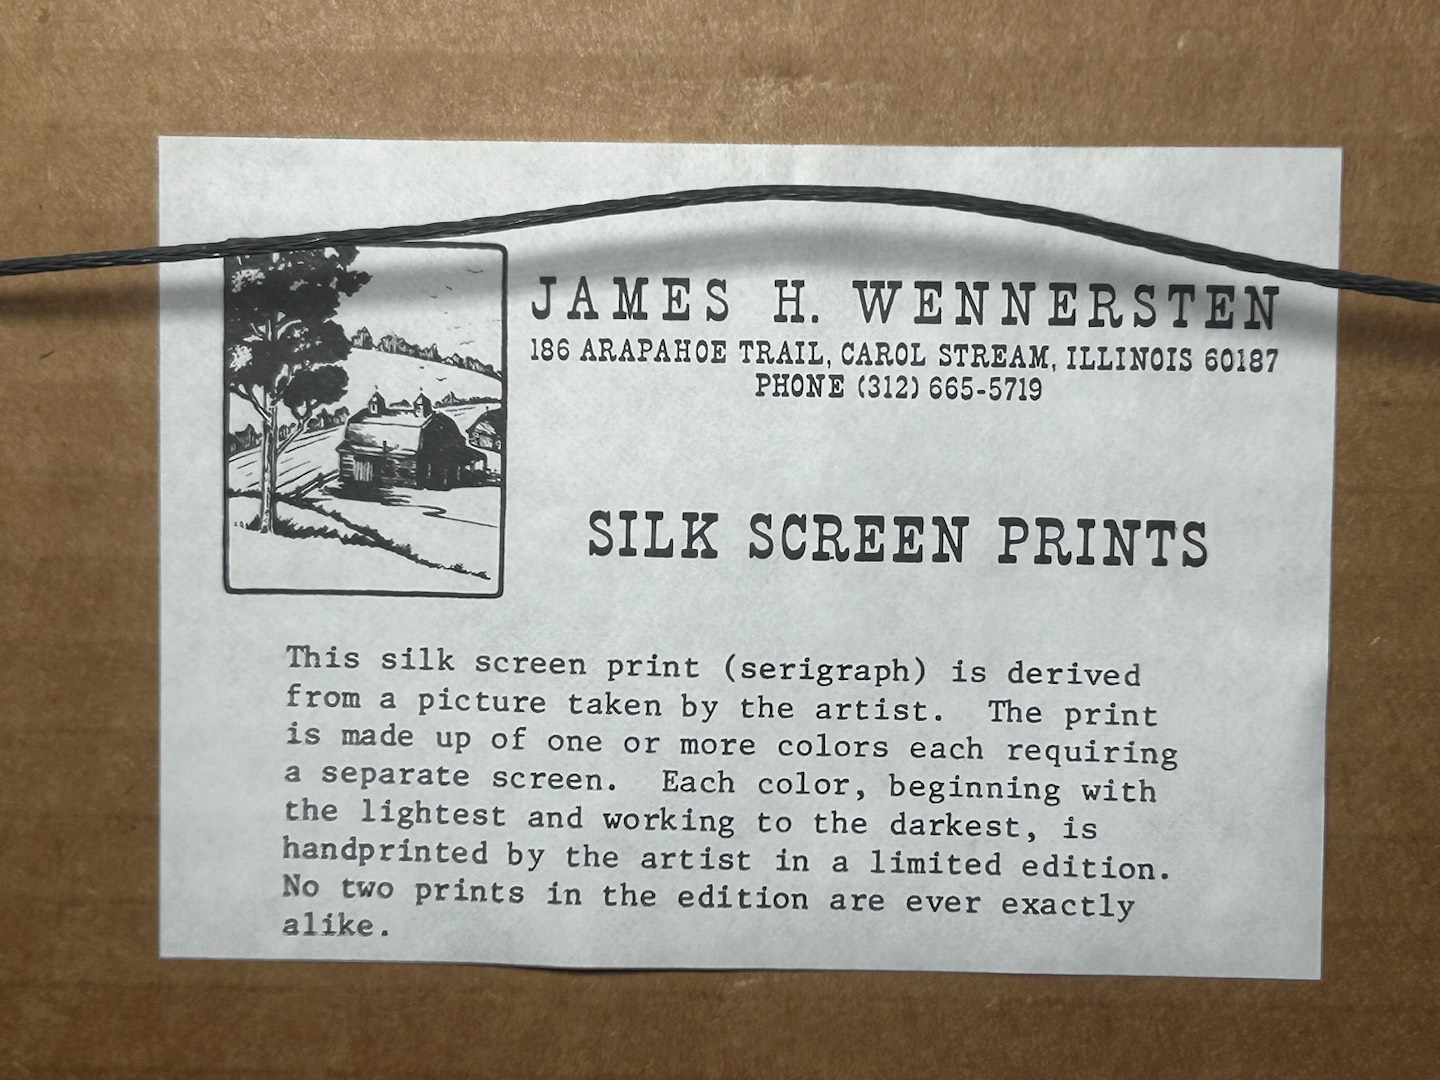 JAMES H. WENNERSTEN
186 ARAPAHOE TRAIL, CAROL STREAM, ILLINOIS 60187
PHONE (312) 665-5719
SILK SCREEN PRINTS
This silk screen print (serigraph) is derived
from a picture taken by the artist.  The print
is made up of one or more colors each requiring
a separate screen.  Each color, beginning with
the lightest and working to the darkest, is
handprinted by the artist in a limited edition.
No two prints in the edition are ever exactly
alike.